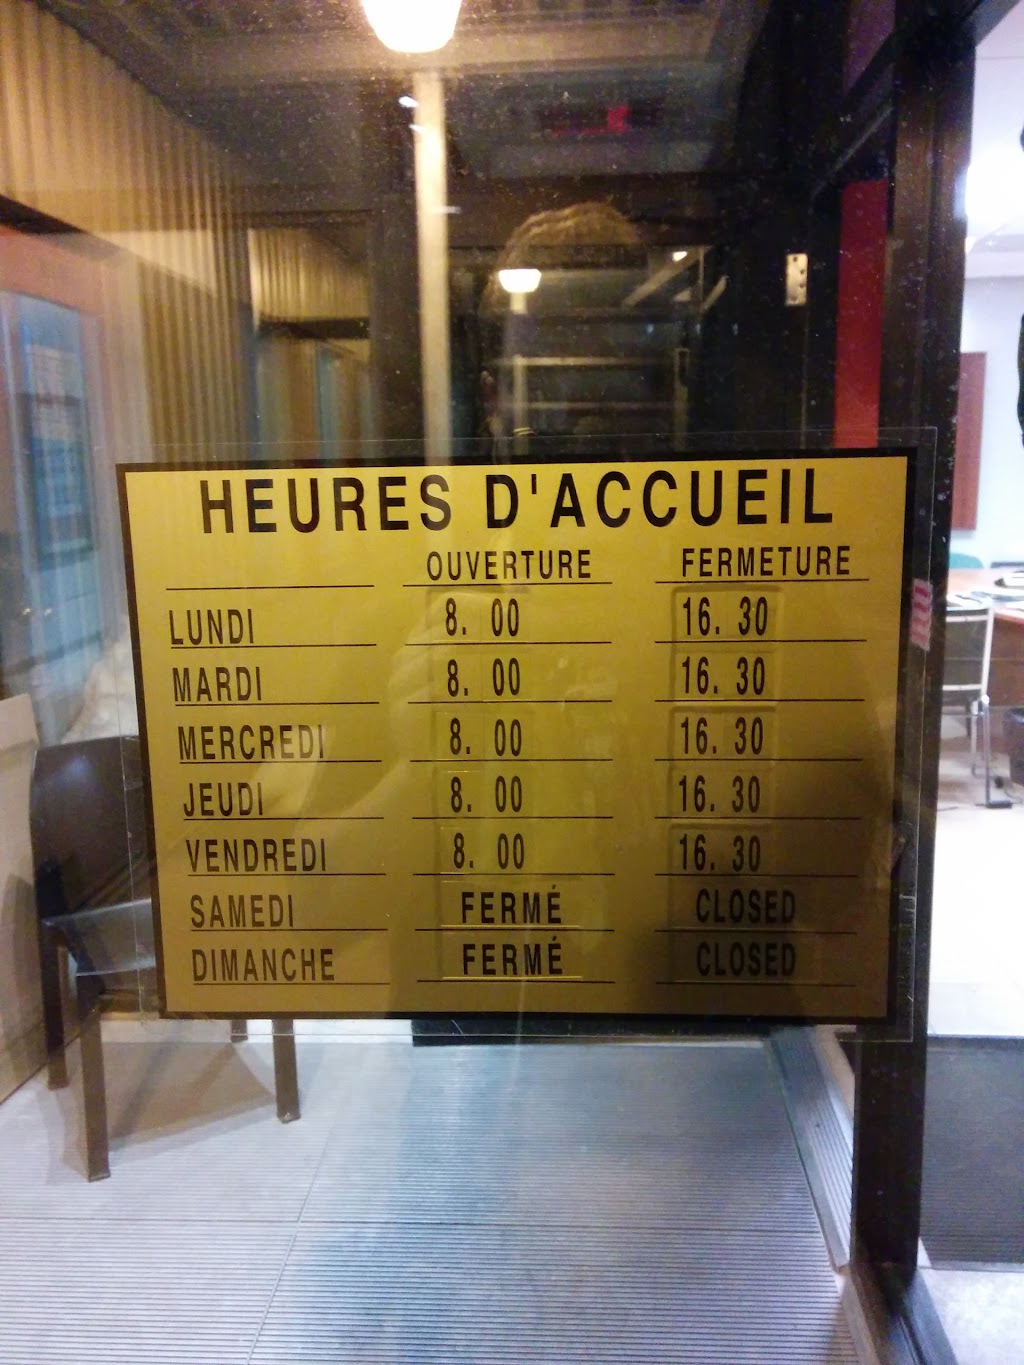 HEURES D'ACCUEIL
OUVERTURE FERMETURE
LUNDI 8. 00 16. 30
MARDI 8. 00 16. 30
MERCREDI 8. 00 16. 30
JEUDI 8. 00 16. 30
VENDREDI 8. 00 16. 30
SAMEDI FERMÉ CLOSED
DIMANCHE FERMÉ CLOSED